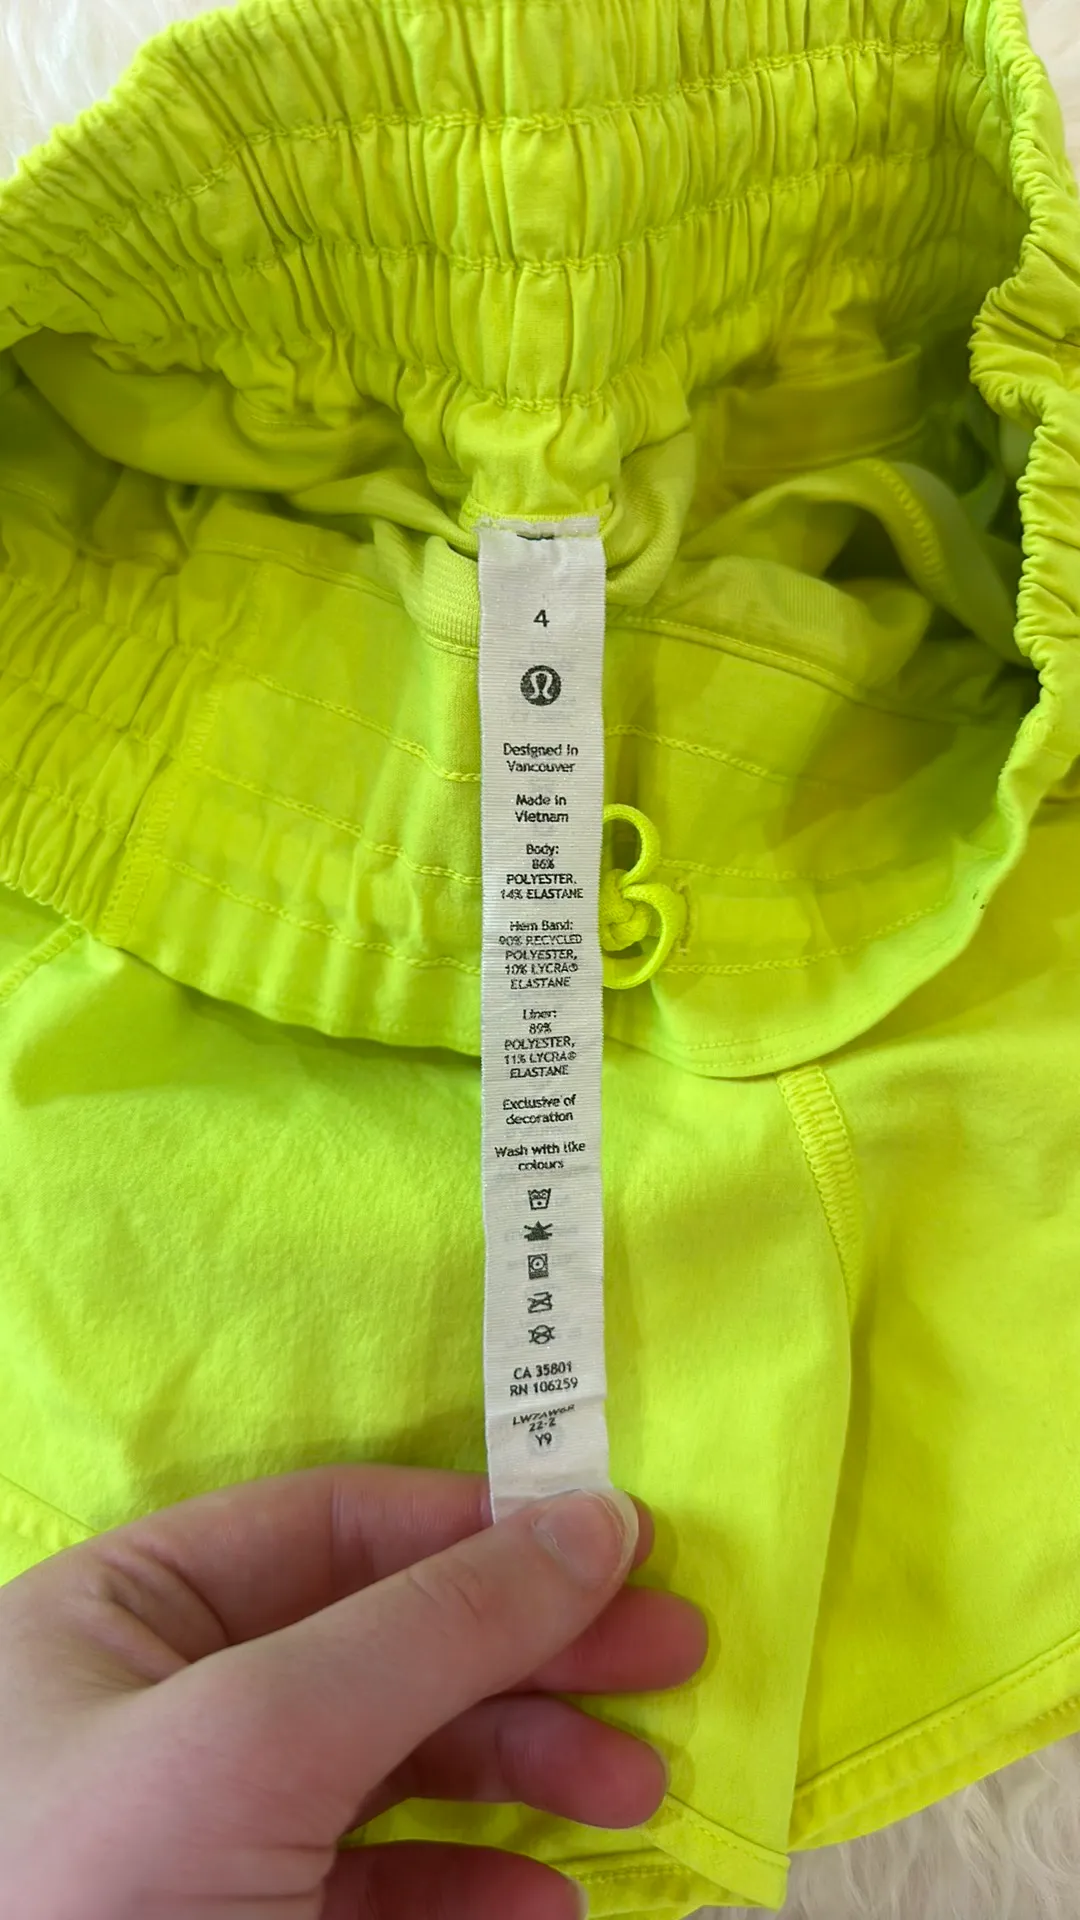 4
Designed in
Vancouver
Made in
Vietnam
Body:
86%
POLYESTER,
14% ELASTANE
Hem Band:
90% RECYCLED
POLYESTER,
10% LYCRA®
ELASTANE
Liner:
89%
POLYESTER,
11% LYCRA®
ELASTANE
Exclusive of
decoration
Wash with like
colours
CA 35801
RN 106259
22-2
Y9